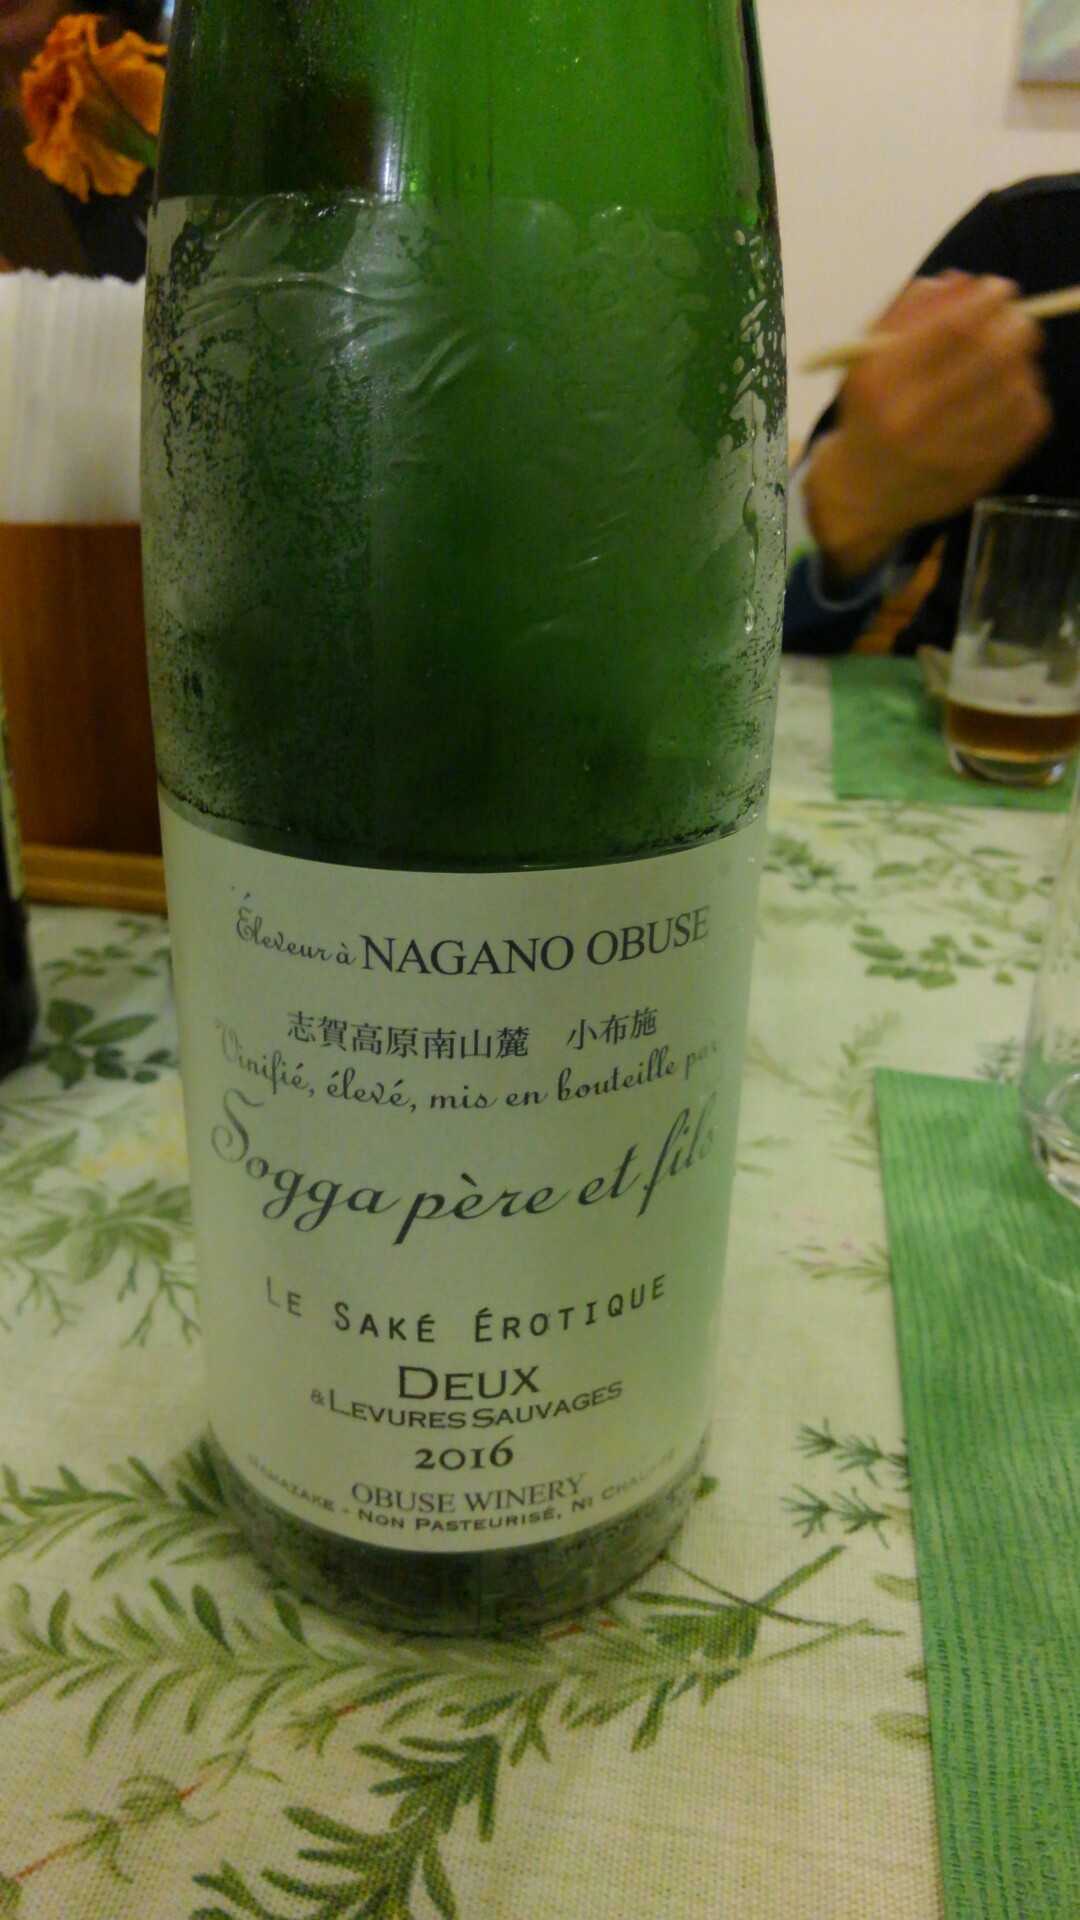 Éleveur à NAGANO OBUSE
志賀高原南山麓 小布施
Vinifié, élevé, mis en bouteille par
Sogga père et fils
LE SAKÉ ÉROTIQUE
DEUX
& LEVURES SAUVAGES
2016
OBUSE WINERY
NAMAZAKE - NON PASTEURISÉ, NI